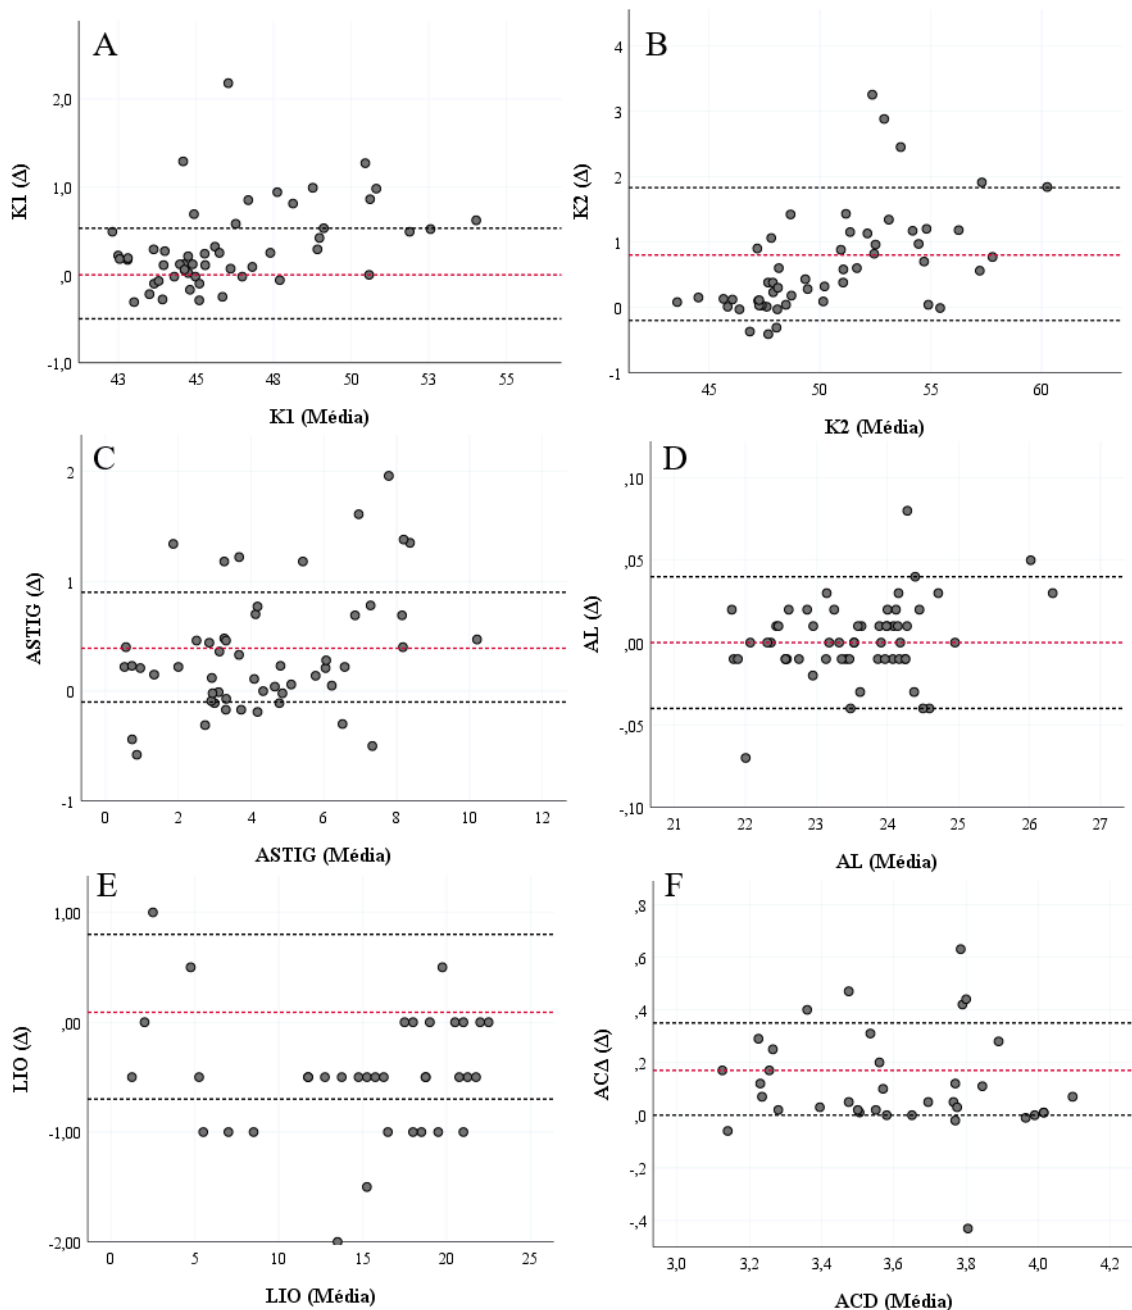 A
K1 (Δ)
2,0
1,0
,0
-1,0
43 45 48 50 53 55
K1 (Média)
B
K2 (Δ)
4
3
2
1
0
-1
45 50 55 60
K2 (Média)
C
ASTIG (Δ)
2
1
0
-1
0 2 4 6 8 10 12
ASTIG (Média)
D
AL (Δ)
,10
,05
,00
-,05
-,10
21 22 23 24 25 26 27
AL (Média)
E
LIO (Δ)
1,00
,00
-1,00
-2,00
0 5 10 15 20 25
LIO (Média)
F
ACΔ (Δ)
,8
,6
,4
,2
,0
-,2
-,4
3,0 3,2 3,4 3,6 3,8 4,0 4,2
ACD (Média)